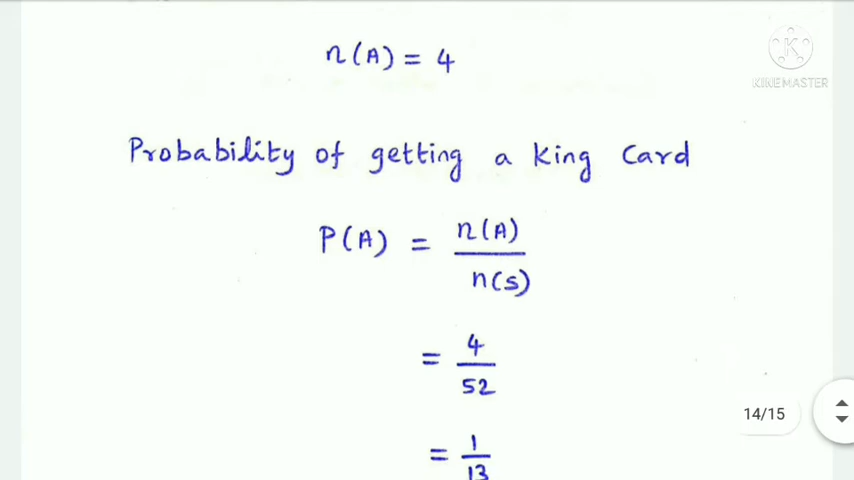 n(A) = 4
KINEMASTER
Probability of getting a King Card
P(A) = n(A)/n(s)
= 4/52
14/15
= 1/13